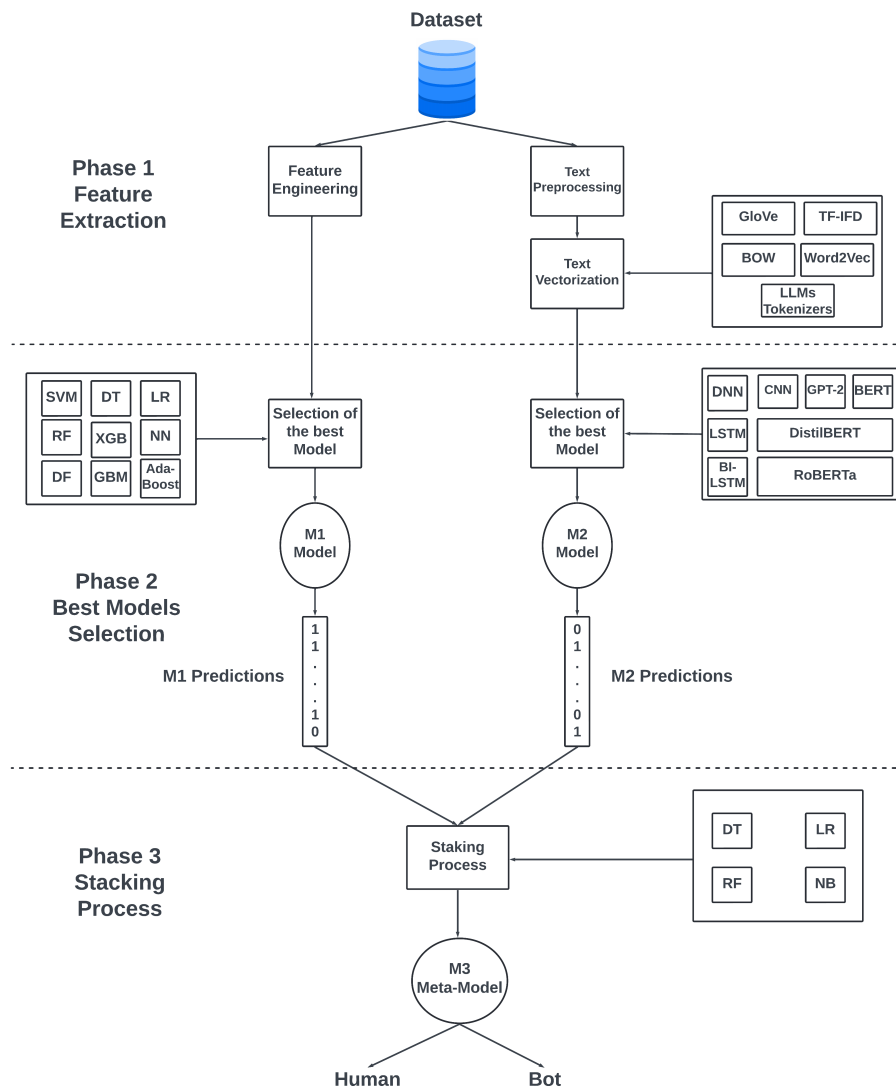 Dataset
Phase 1
Feature
Extraction
Feature
Engineering
Text
Preprocessing
Text
Vectorization
GloVe
TF-IFD
BOW
Word2Vec
LLMs
Tokenizers
SVM
DT
LR
RF
XGB
NN
DF
GBM
Ada-
Boost
Selection of
the best
Model
Selection of
the best
Model
DNN
CNN
GPT-2
BERT
LSTM
DistilBERT
BI-
LSTM
RoBERTa
M1
Model
M2
Model
Phase 2
Best Models
Selection
M1 Predictions
1
1
.
.
.
1
0
0
1
.
.
.
0
1
M2 Predictions
Phase 3
Stacking
Process
Staking
Process
DT
LR
RF
NB
M3
Meta-Model
Human
Bot